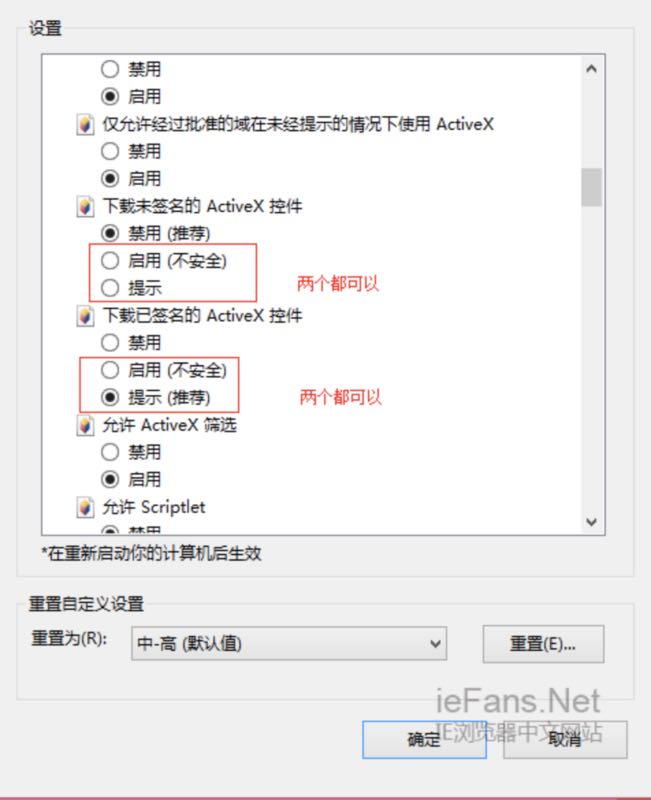 设置
禁用
启用
仅允许经过批准的域在未经提示的情况下使用 ActiveX
禁用
启用
下载未签名的 ActiveX 控件
禁用 (推荐)
启用 (不安全)
提示
两个都可以
下载已签名的 ActiveX 控件
禁用
启用 (不安全)
提示 (推荐)
两个都可以
允许 ActiveX 筛选
禁用
启用
允许 Scriptlet
禁用
*在重新启动你的计算机后生效
重置自定义设置
重置为(R):
中-高 (默认值)
重置(E)...
ieFans.Net
IE浏览器中文网站
确定
取消